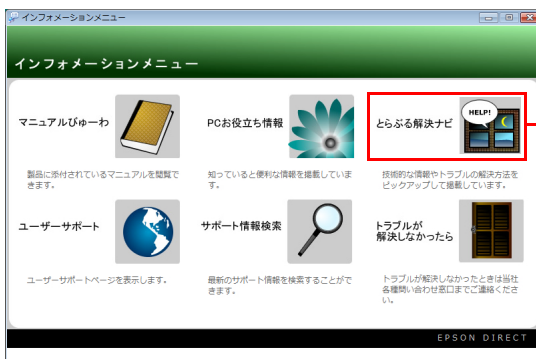 インフォメーションメニュー
インフォメーションメニュー
マニュアルびゅーわ
製品に添付されているマニュアルを閲覧で
きます。
PCお役立ち情報
知っていると便利な情報を掲載していま
す。
とらぶる解決ナビ
HELP!
技術的な情報やトラブルの解決方法を
ピックアップして掲載しています。
ユーザーサポート
ユーザーサポートページを表示します。
サポート情報検索
最新のサポート情報を検索することがで
きます。
トラブルが
解決しなかったら
トラブルが解決しなかったときは当社
各種問い合わせ窓口までご連絡くださ
い。
EPSON DIRECT